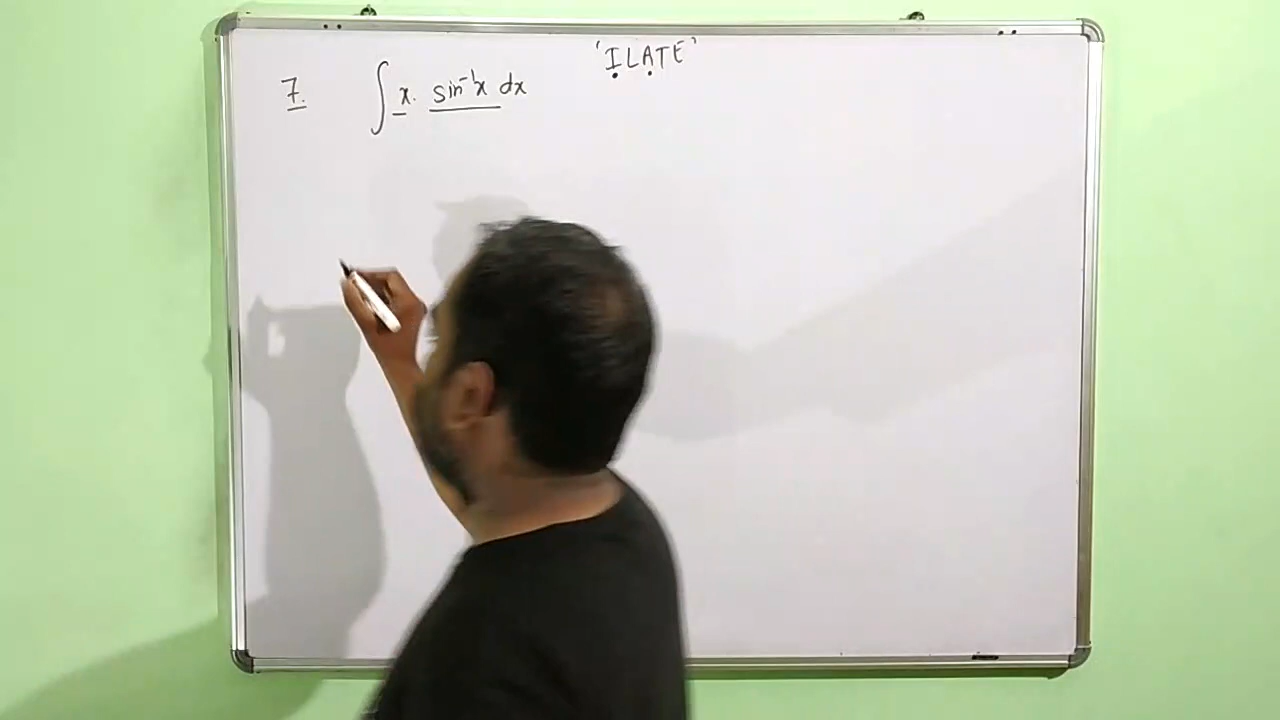 'ILATE'
7. ∫ x. sin⁻¹x dx